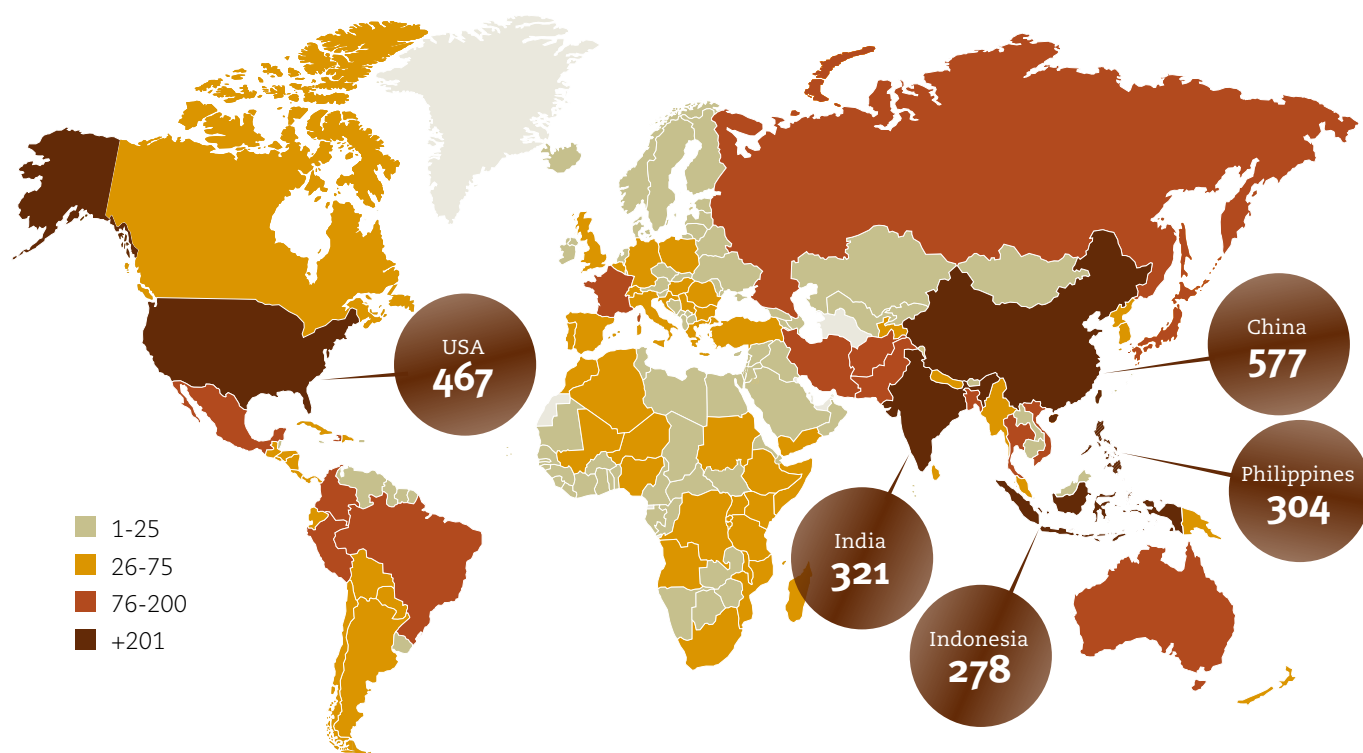 USA
467
China
577
Philippines
304
India
321
Indonesia
278
1-25
26-75
76-200
+201